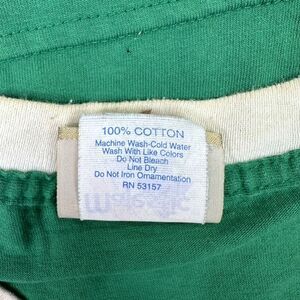 100% COTTON
Machine Wash-Cold Water
Wash With Like Colors
Do Not Bleach
Line Dry
Do Not Iron Ornamentation
RN 53157
Majestic